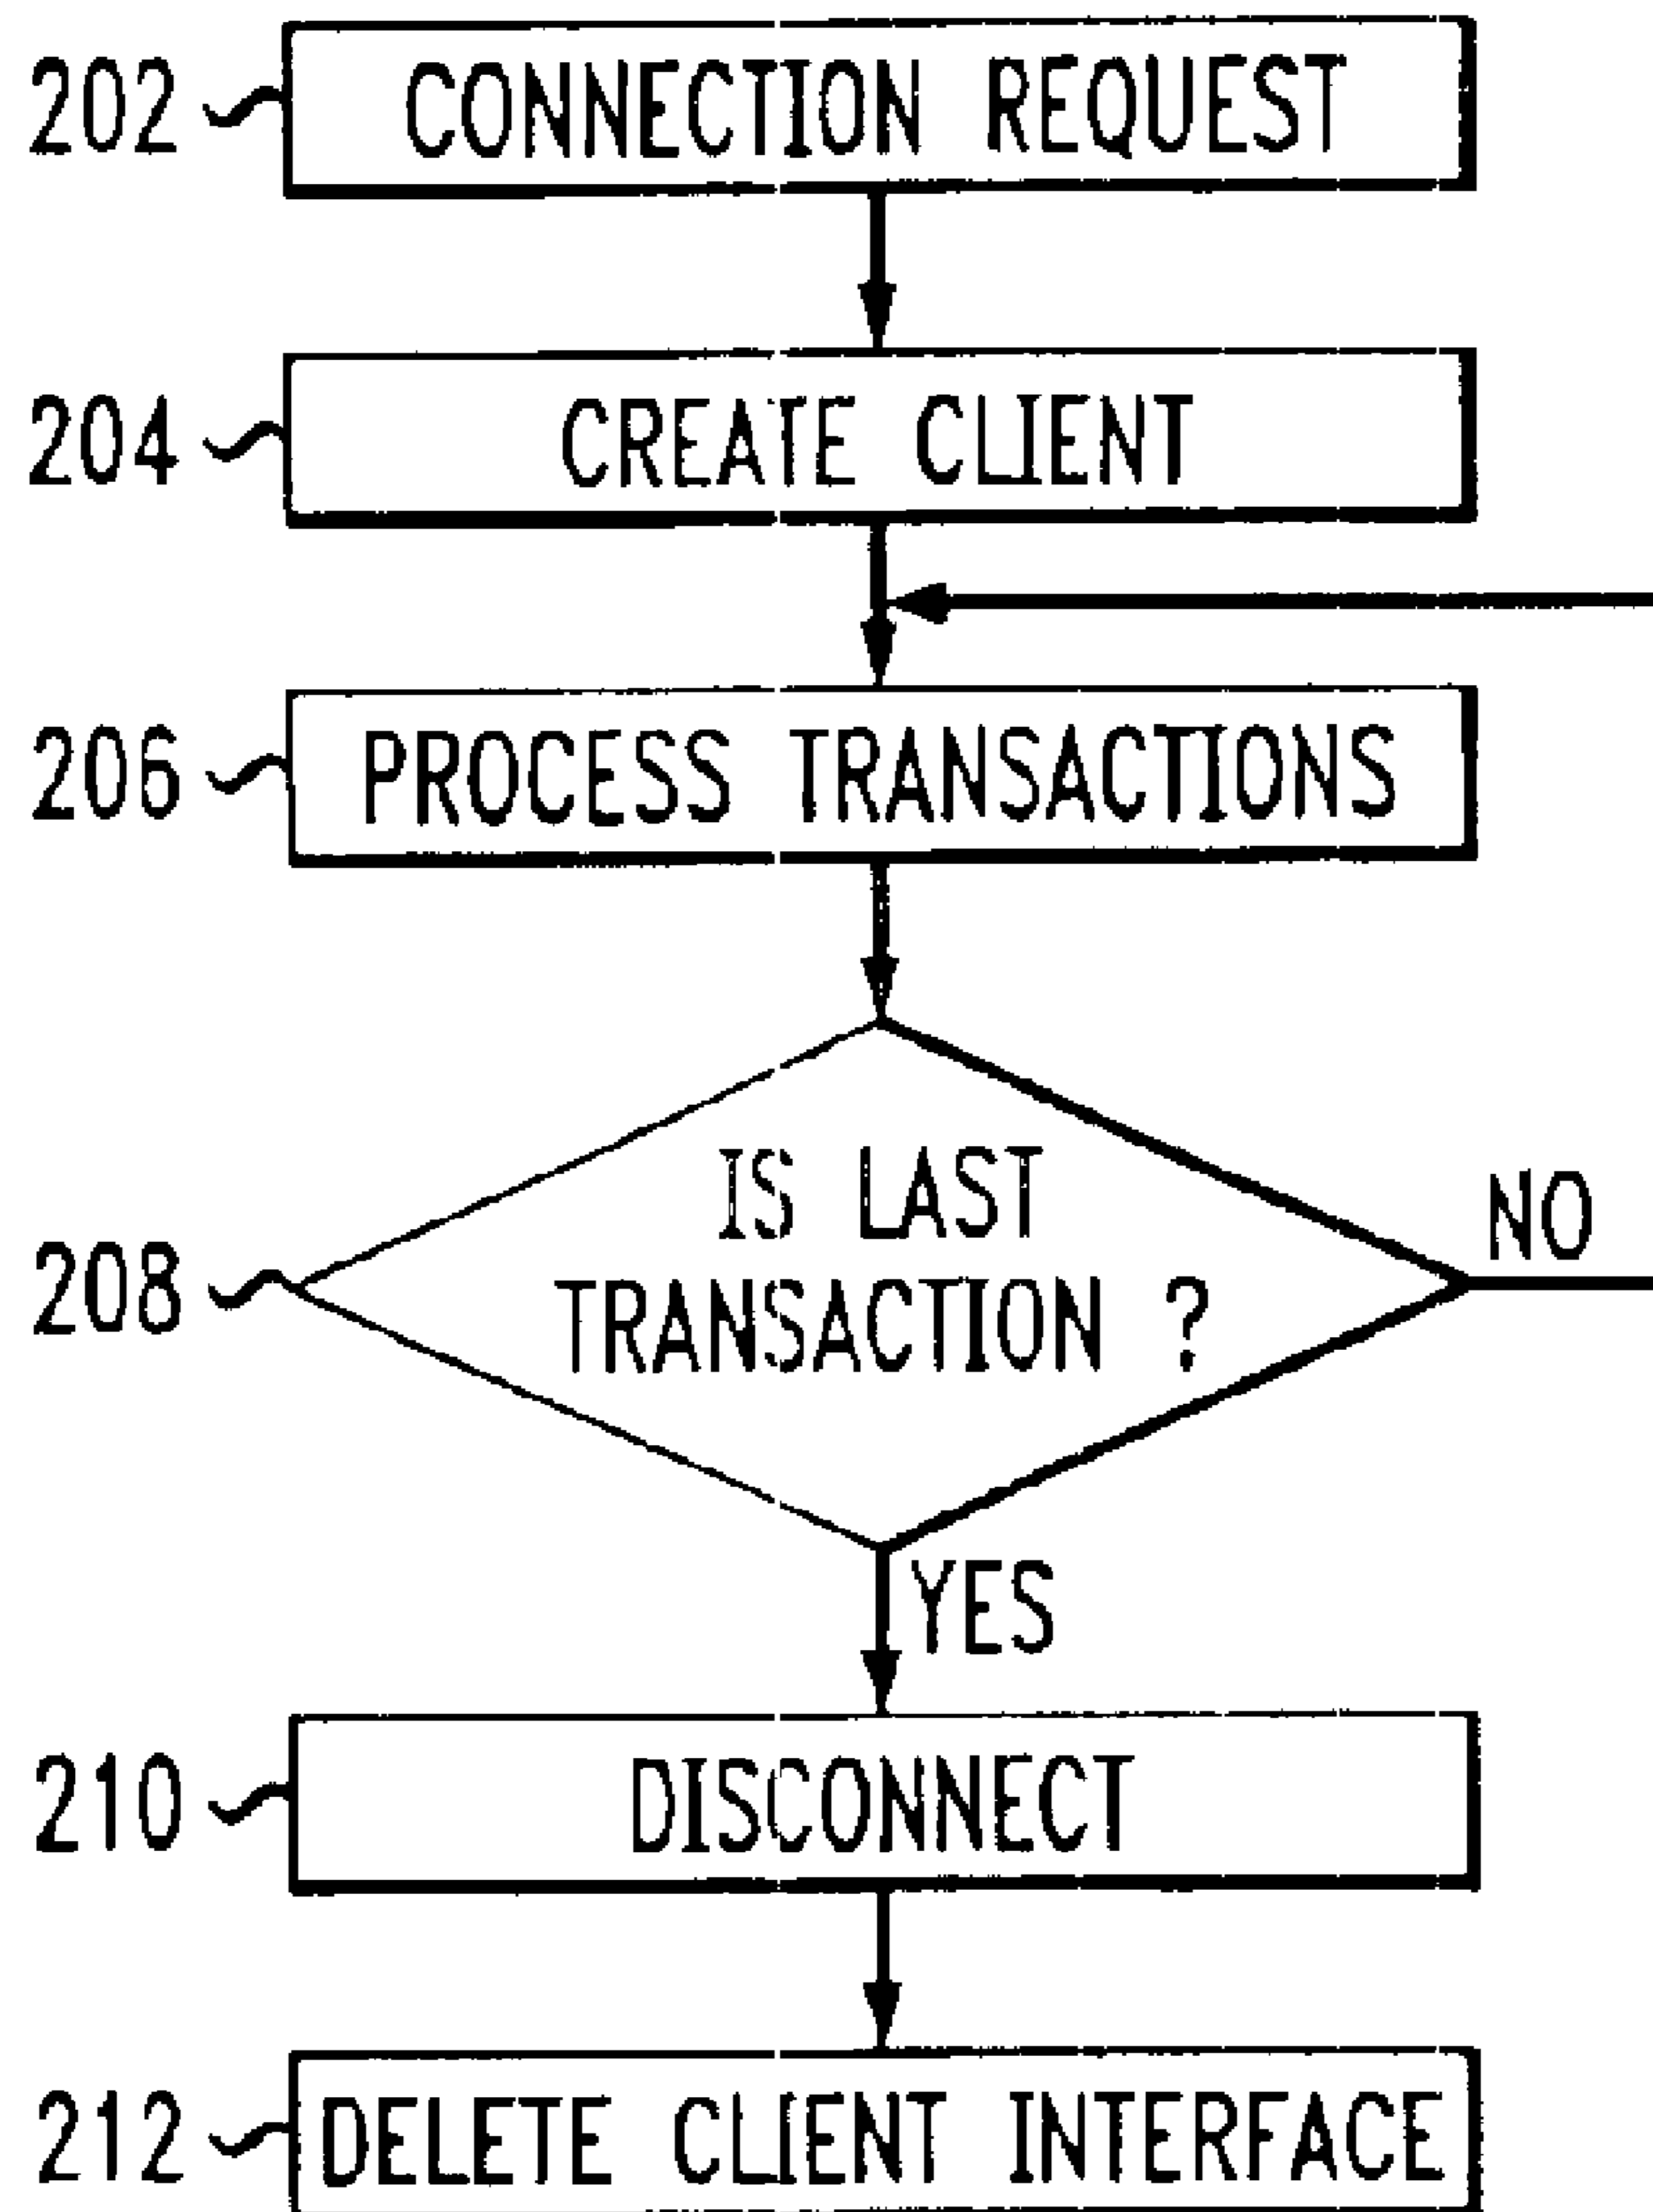 202 CONNECTION REQUEST
204 CREATE CLIENT
206 PROCESS TRANSACTIONS
IS LAST
NO
208 TRANSACTION ?
YES
210 DISCONNECT
212 DELETE CLIENT INTERFACE